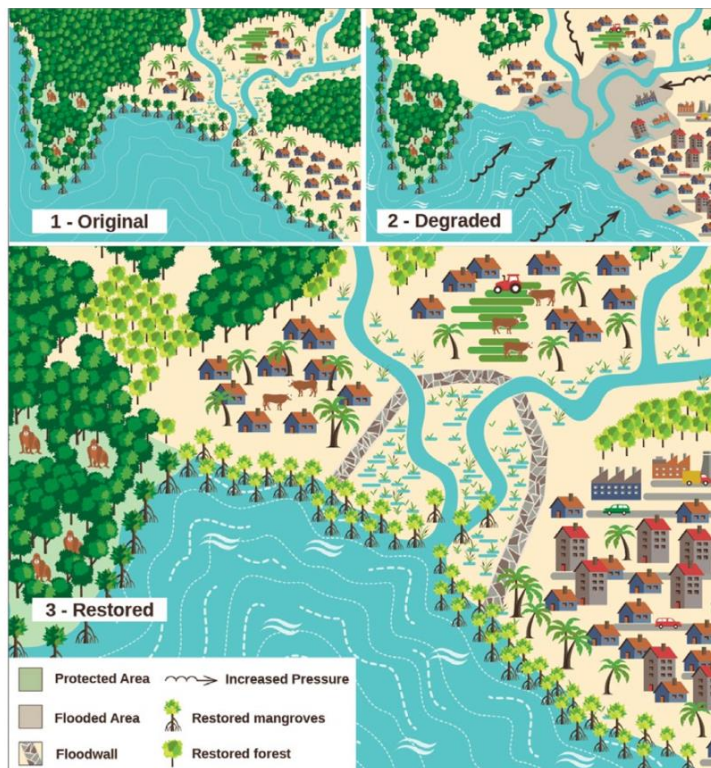 1 - Original
2 - Degraded
3 - Restored
Protected Area
Increased Pressure
Flooded Area
Restored mangroves
Floodwall
Restored forest